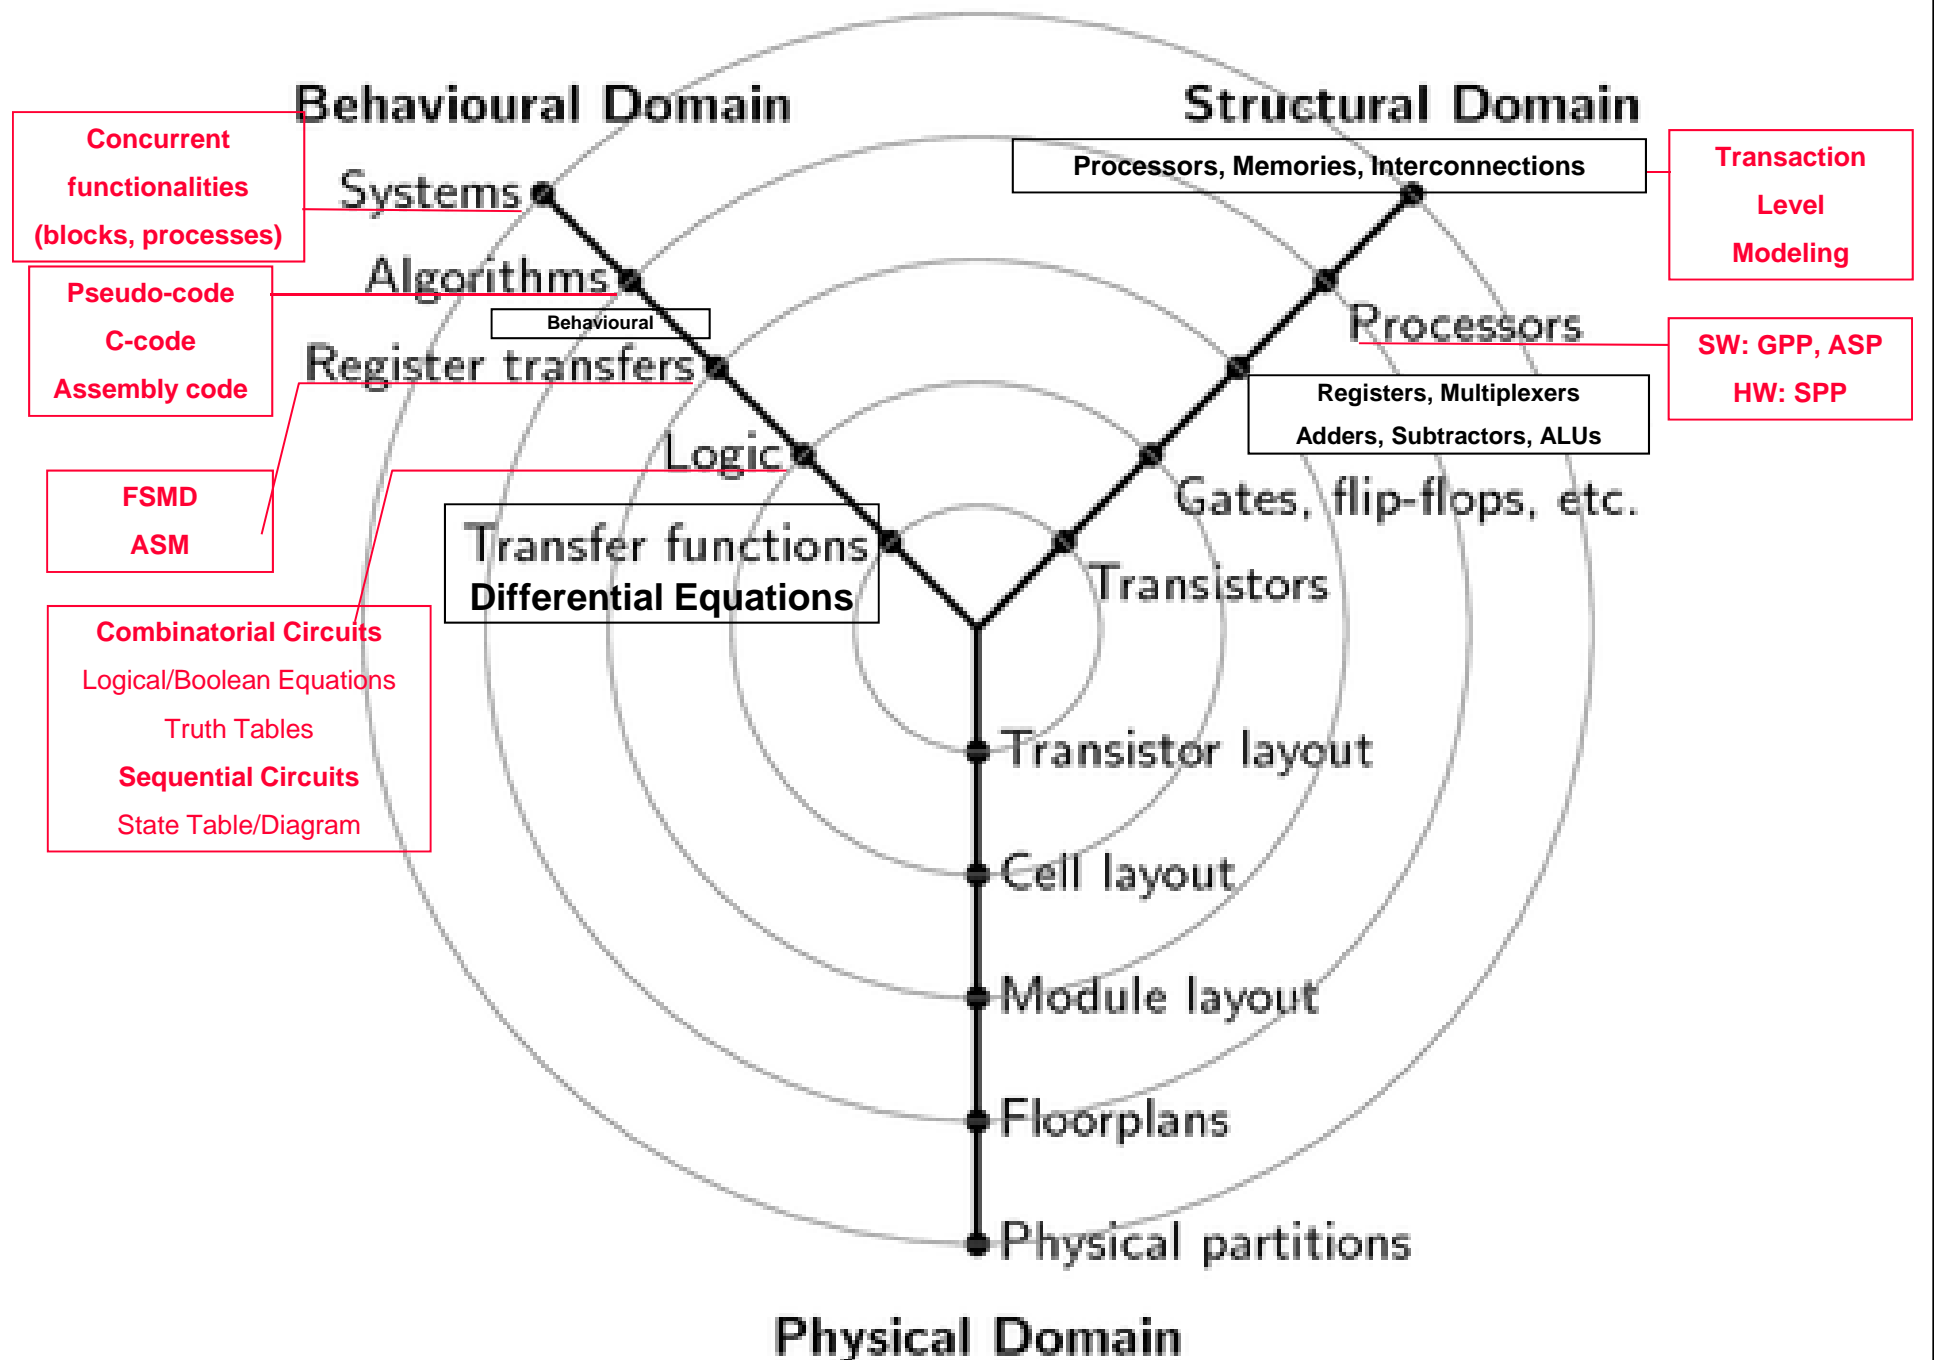 Behavioural Domain
Structural Domain
Concurrent
functionalities
(blocks, processes)
Systems
Processors, Memories, Interconnections
Transaction
Level
Modeling
Algorithms
Pseudo-code
C-code
Assembly code
Behavioural
Processors
SW: GPP, ASP
HW: SPP
Register transfers
Registers, Multiplexers
Adders, Subtractors, ALUs
Logic
FSMD
ASM
Gates, flip-flops, etc.
Transfer functions
Differential Equations
Transistors
Combinatorial Circuits
Logical/Boolean Equations
Truth Tables
Sequential Circuits
State Table/Diagram
Transistor layout
Cell layout
Module layout
Floorplans
Physical partitions
Physical Domain